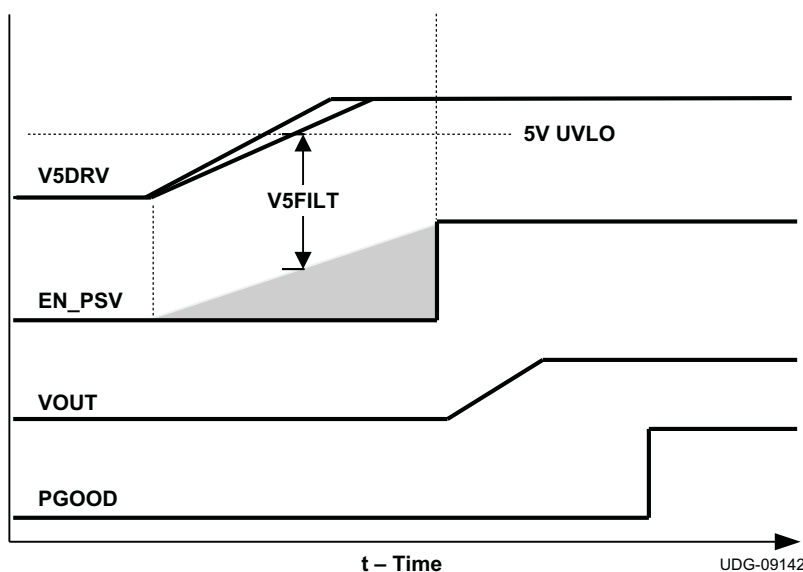 5V UVLO
V5DRV
V5FILT
EN_PSV
VOUT
PGOOD
t – Time
UDG-09142